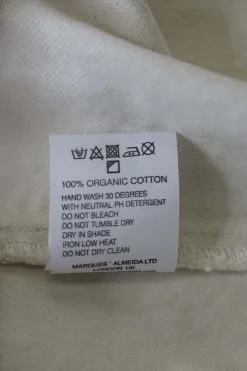 100% ORGANIC COTTON
HAND WASH 30 DEGREES
WITH NEUTRAL PH DETERGENT
DO NOT BLEACH
DO NOT TUMBLE DRY
DRY IN SHADE
IRON LOW HEAT
DO NOT DRY CLEAN
MARQUES ' ALMEIDA LTD
LONDON UK